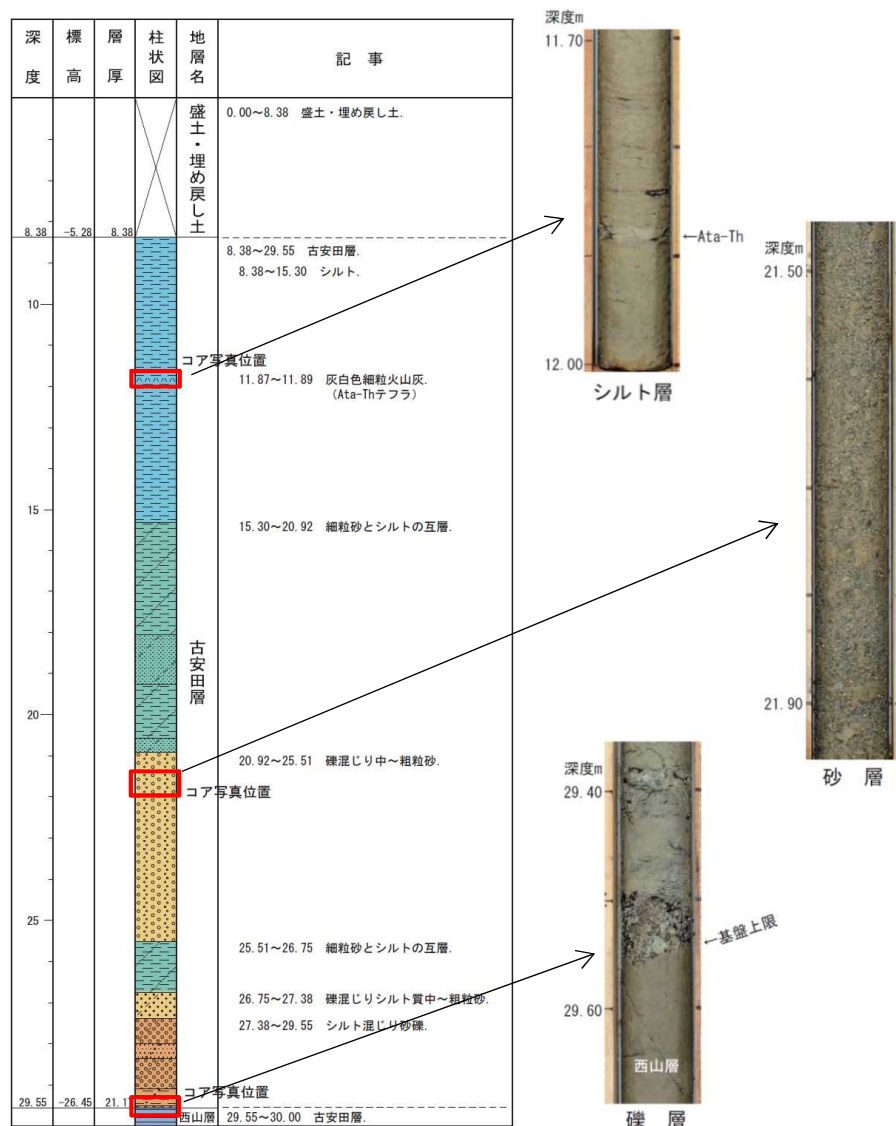 深度 標高 層厚 柱状図 地層名 記事
盛土・埋め戻し土
0.00～8.38 盛土・埋め戻し土.
8.38 -5.28 8.38
8.38～29.55 古安田層.
8.38～15.30 シルト.
10
コア写真位置
11.87～11.89 灰白色細粒火山灰.
(Ata-Thテフラ)
15
15.30～20.92 細粒砂とシルトの互層.
古安田層
20
20.92～25.51 礫混じり中～粗粒砂.
コア写真位置
25
25.51～26.75 細粒砂とシルトの互層.
26.75～27.38 礫混じりシルト質中～粗粒砂.
27.38～29.55 シルト混じり砂礫.
コア写真位置
29.55 -26.45 21.17
西山層 29.55～30.00 古安田層.
深度m
11.70
←Ata-Th
12.00
シルト層
深度m
21.50
21.90
砂 層
深度m
29.40
←基盤上限
29.60
西山層
礫 層